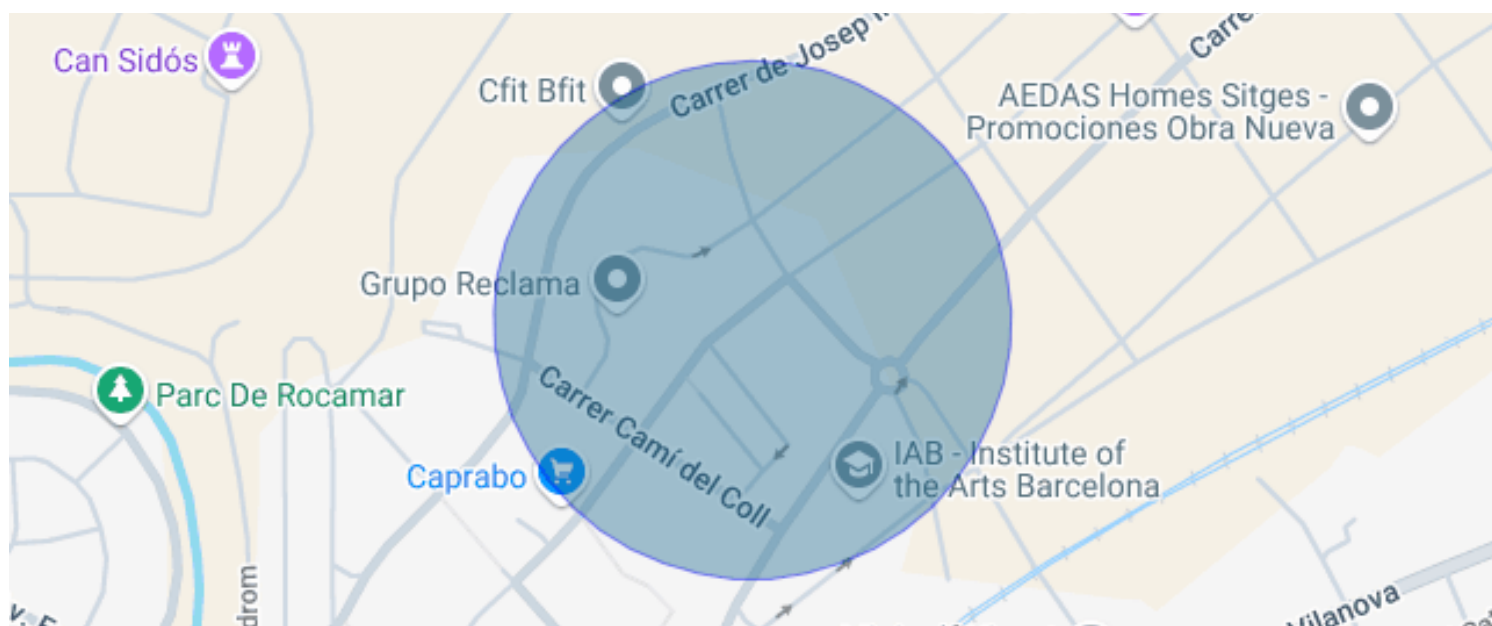 Can Sidós
Cfit Bfit
Carrer de Josep
Carre
AEDAS Homes Sitges -
Promociones Obra Nueva
Grupo Reclama
Parc De Rocamar
Carrer Camí del Coll
Caprabo
IAB - Institute of
the Arts Barcelona
drom
Vilanova